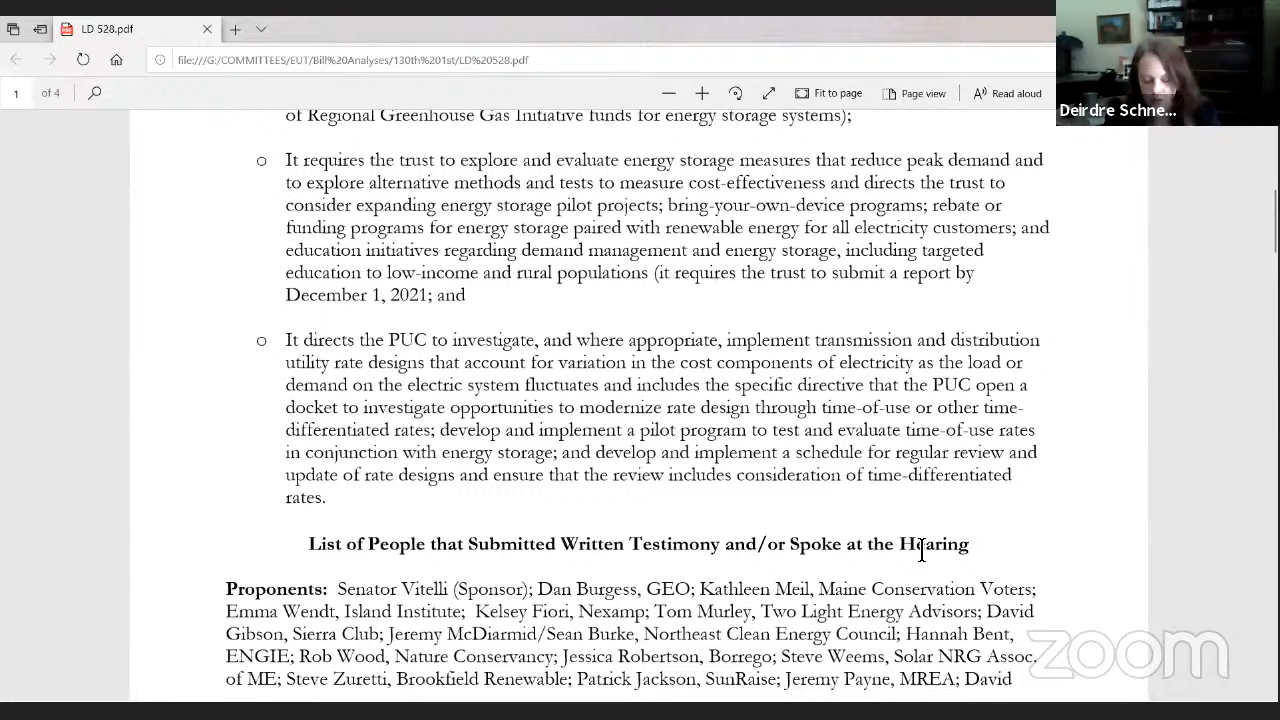 LD 528.pdf
file:///G:/COMMITTEES/EUT/Bill%20Analyses/130th%201st/LD%20528.pdf
1 of 4
Fit to page
Page view
Read aloud
Deirdre Schne...
of Regional Greenhouse Gas Initiative funds for energy storage systems);
o It requires the trust to explore and evaluate energy storage measures that reduce peak demand and
to explore alternative methods and tests to measure cost-effectiveness and directs the trust to
consider expanding energy storage pilot projects; bring-your-own-device programs; rebate or
funding programs for energy storage paired with renewable energy for all electricity customers; and
education initiatives regarding demand management and energy storage, including targeted
education to low-income and rural populations (it requires the trust to submit a report by
December 1, 2021; and
o It directs the PUC to investigate, and where appropriate, implement transmission and distribution
utility rate designs that account for variation in the cost components of electricity as the load or
demand on the electric system fluctuates and includes the specific directive that the PUC open a
docket to investigate opportunities to modernize rate design through time-of-use or other time-
differentiated rates; develop and implement a pilot program to test and evaluate time-of-use rates
in conjunction with energy storage; and develop and implement a schedule for regular review and
update of rate designs and ensure that the review includes consideration of time-differentiated
rates.
List of People that Submitted Written Testimony and/or Spoke at the Hearing
Proponents: Senator Vitelli (Sponsor); Dan Burgess, GEO; Kathleen Meil, Maine Conservation Voters;
Emma Wendt, Island Institute; Kelsey Fiori, Nexamp; Tom Murley, Two Light Energy Advisors; David
Gibson, Sierra Club; Jeremy McDiarmid/Sean Burke, Northeast Clean Energy Council; Hannah Bent,
ENGIE; Rob Wood, Nature Conservancy; Jessica Robertson, Borrego; Steve Weems, Solar NRG Assoc.
of ME; Steve Zuretti, Brookfield Renewable; Patrick Jackson, SunRaise; Jeremy Payne, MREA; David
zoom